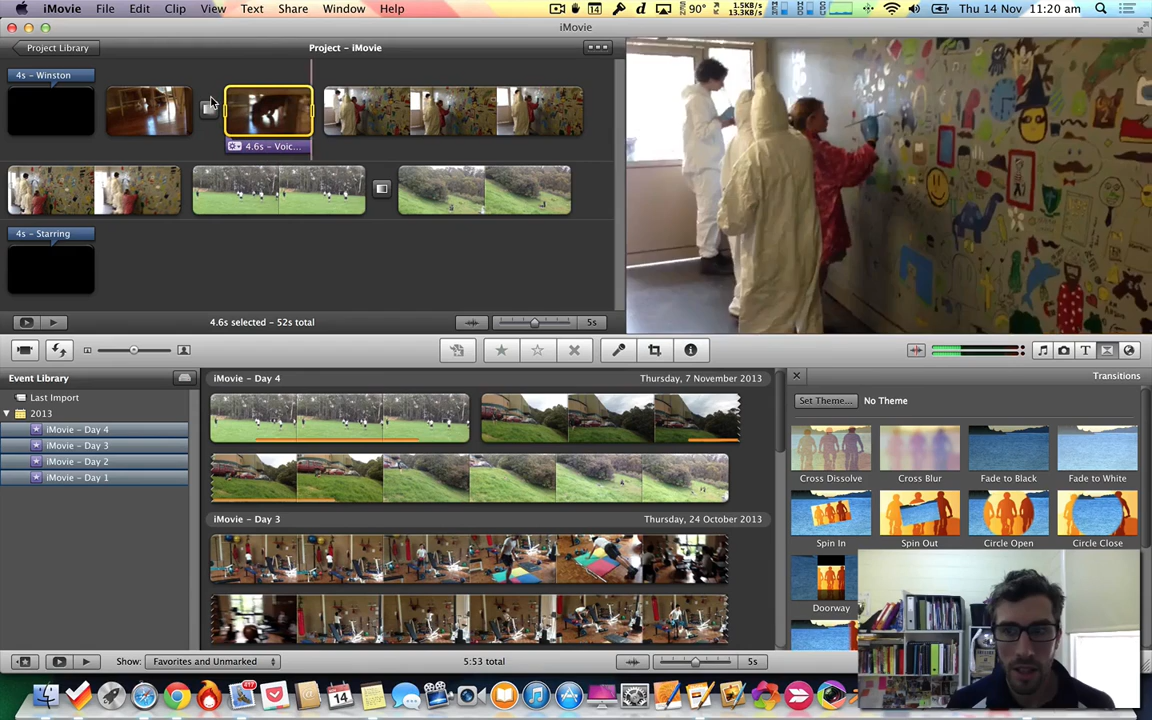 iMovie File Edit Clip View Text Share Window Help 90° 1.5KB/s 13.3KB/s Thu 14 Nov 11:20 am
iMovie
Project Library
Project - iMovie
4s - Winston
4.6s - Voic...
4s - Starring
4.6s selected - 52s total
5s
Event Library
Last Import
2013
iMovie - Day 4
iMovie - Day 3
iMovie - Day 2
iMovie - Day 1
iMovie - Day 4
Thursday, 7 November 2013
iMovie - Day 3
Thursday, 24 October 2013
Transitions
Set Theme...
No Theme
Cross Dissolve
Cross Blur
Fade to Black
Fade to White
Spin In
Spin Out
Circle Open
Circle Close
Doorway
Show:
Favorites and Unmarked
5:53 total
5s